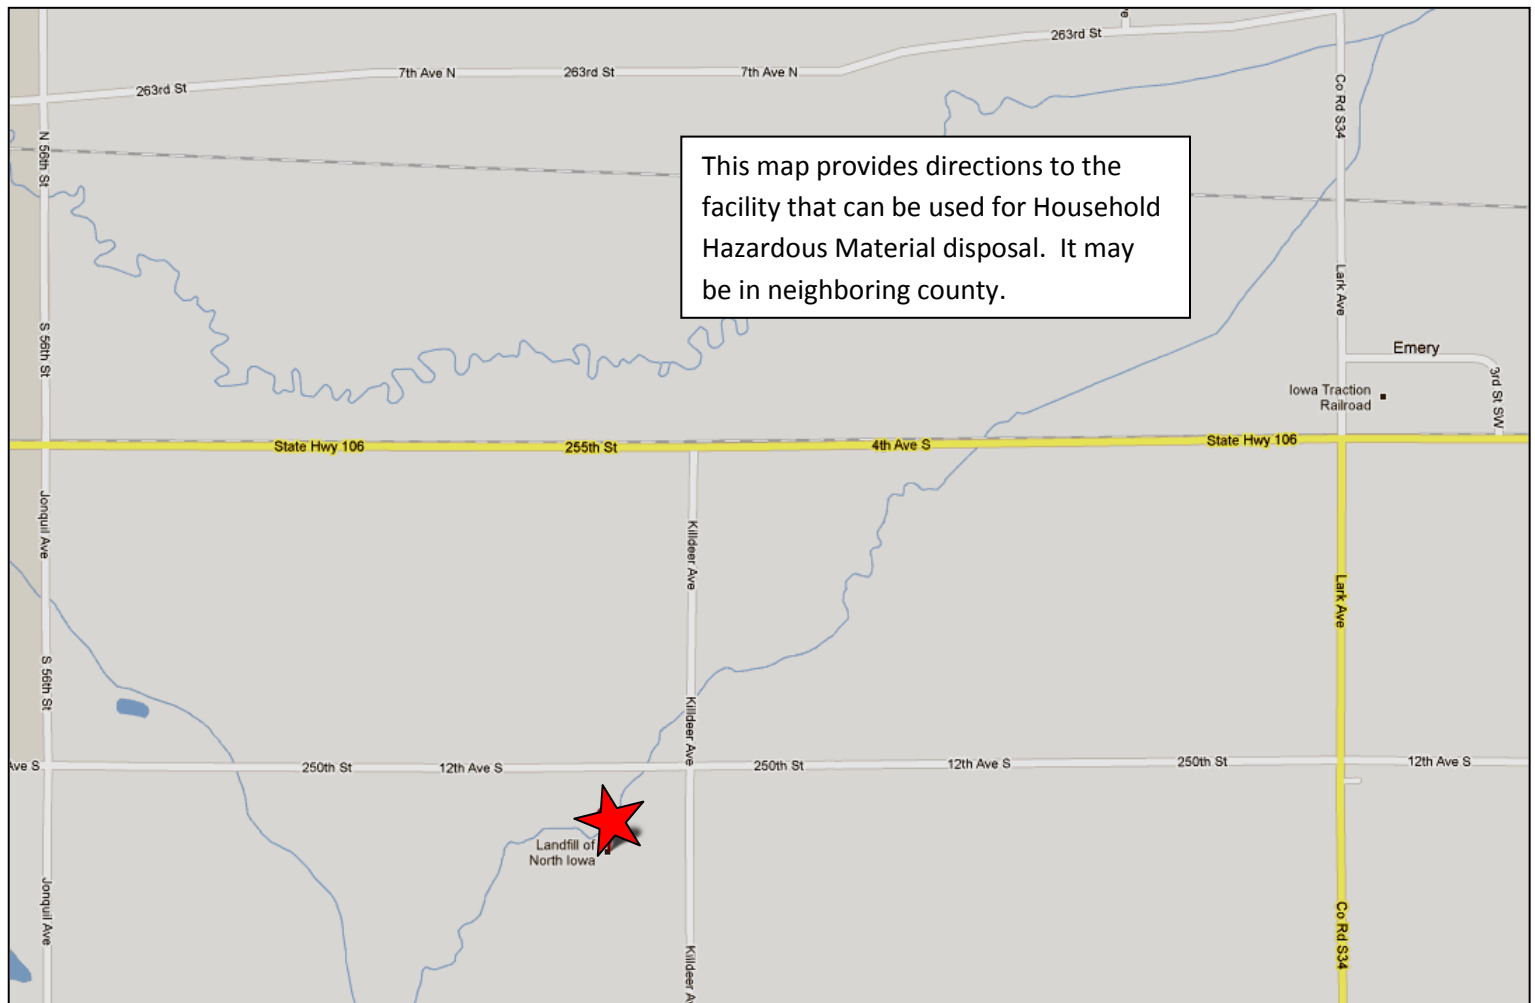 e
263rd St
7th Ave N
263rd St
7th Ave N
263rd St
Co Rd S34
N 56th St
This map provides directions to the
facility that can be used for Household
Hazardous Material disposal.  It may
be in neighboring county.
Lark Ave
S 56th St
Emery
3rd St SW
Iowa Traction
Railroad
State Hwy 106
255th St
4th Ave S
State Hwy 106
Jonquil Ave
Killdeer Ave
Lark Ave
S 56th St
Killdeer Ave
Ave S
250th St
12th Ave S
250th St
12th Ave S
250th St
12th Ave S
Landfill of
North Iowa
Jonquil Ave
Co Rd S34
Killdeer A